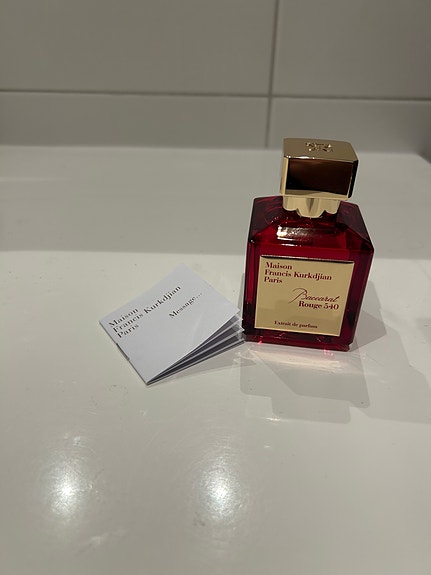 Maison
Francis Kurkdjian
Paris
Message...
Maison
Francis Kurkdjian
Paris
Baccarat
Rouge 540
Extrait de parfum